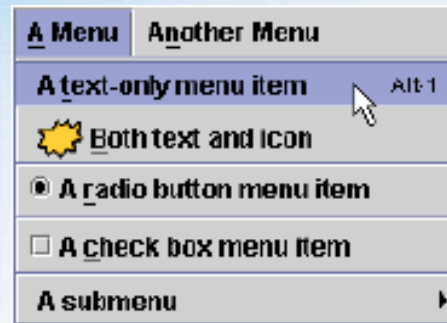 A Menu Another Menu
A text-only menu item Alt-1
Both text and icon
A radio button menu item
A check box menu item
A submenu